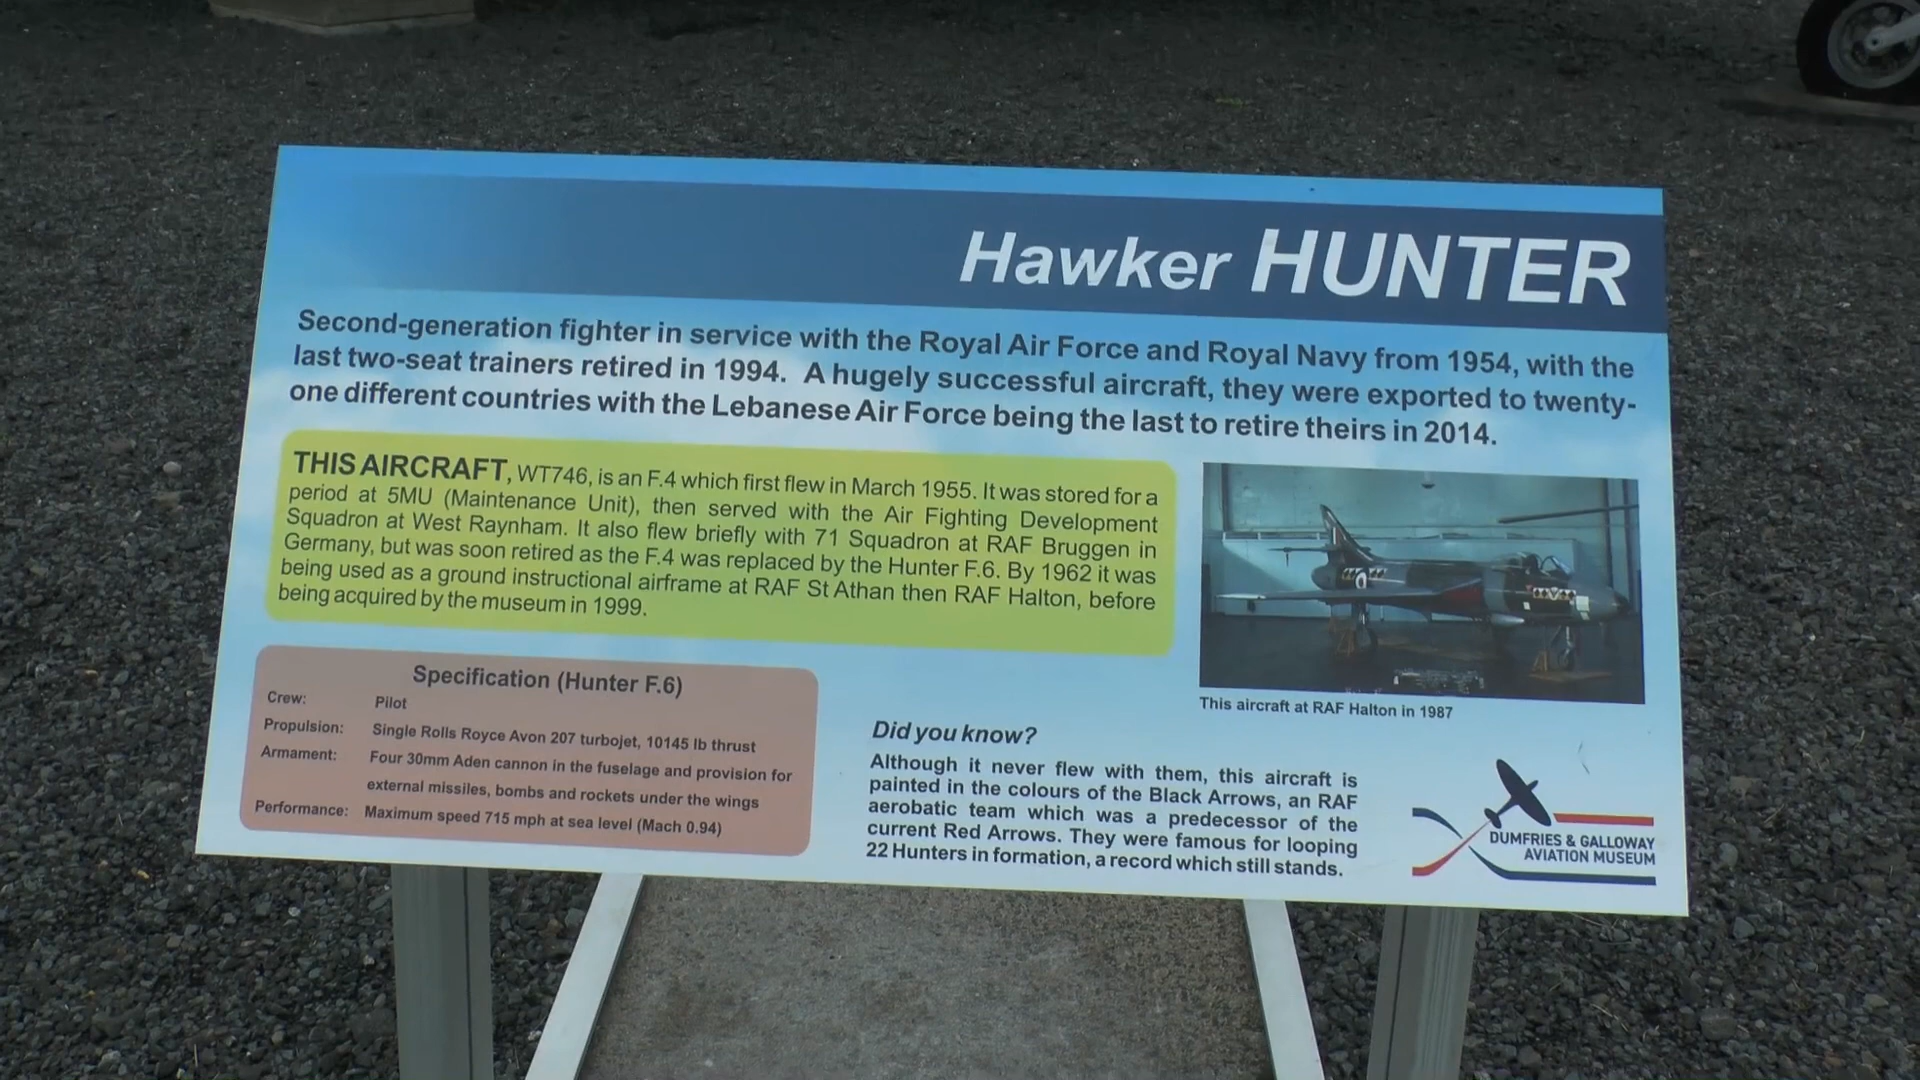 Hawker HUNTER
Second-generation fighter in service with the Royal Air Force and Royal Navy from 1954, with the
last two-seat trainers retired in 1994. A hugely successful aircraft, they were exported to twenty-
one different countries with the Lebanese Air Force being the last to retire theirs in 2014.
THIS AIRCRAFT, WT746, is an F.4 which first flew in March 1955. It was stored for a
period at 5MU (Maintenance Unit), then served with the Air Fighting Development
Squadron at West Raynham. It also flew briefly with 71 Squadron at RAF Bruggen in
Germany, but was soon retired as the F.4 was replaced by the Hunter F.6. By 1962 it was
being used as a ground instructional airframe at RAF St Athan then RAF Halton, before
being acquired by the museum in 1999.
This aircraft at RAF Halton in 1987
Specification (Hunter F.6)
Crew: Pilot
Propulsion: Single Rolls Royce Avon 207 turbojet, 10145 lb thrust
Armament: Four 30mm Aden cannon in the fuselage and provision for
external missiles, bombs and rockets under the wings
Performance: Maximum speed 715 mph at sea level (Mach 0.94)
Did you know?
Although it never flew with them, this aircraft is
painted in the colours of the Black Arrows, an RAF
aerobatic team which was a predecessor of the
current Red Arrows. They were famous for looping
22 Hunters in formation, a record which still stands.
DUMFRIES & GALLOWAY
AVIATION MUSEUM